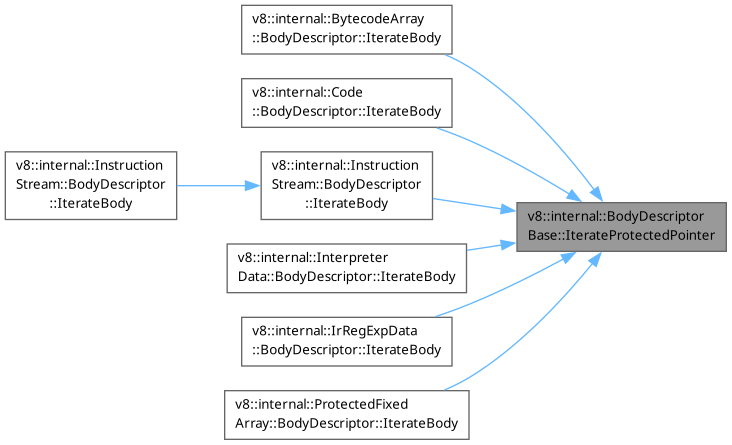 v8::internal::BytecodeArray
::BodyDescriptor::IterateBody
v8::internal::Code
::BodyDescriptor::IterateBody
v8::internal::Instruction
Stream::BodyDescriptor
::IterateBody
v8::internal::Instruction
Stream::BodyDescriptor
::IterateBody
v8::internal::BodyDescriptor
Base::IterateProtectedPointer
v8::internal::Interpreter
Data::BodyDescriptor::IterateBody
v8::internal::IrRegExpData
::BodyDescriptor::IterateBody
v8::internal::ProtectedFixed
Array::BodyDescriptor::IterateBody